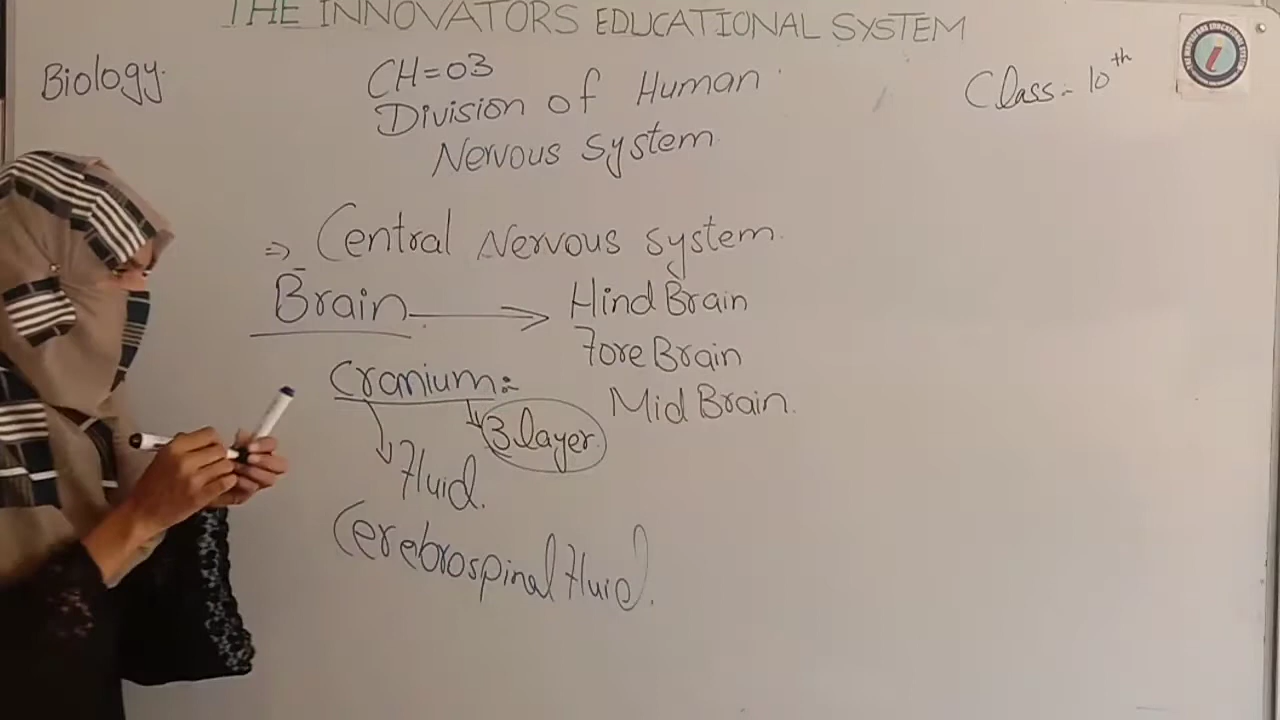 THE INNOVATORS EDUCATIONAL SYSTEM
Biology.
CH=03
Division of Human
Nervous System.
Class:- 10th
=> Central Nervous System.
Brain → Hind Brain
Fore Brain
Mid Brain.
Cranium:-
3 layer.
Fluid.
Cerebrospinal Fluid.